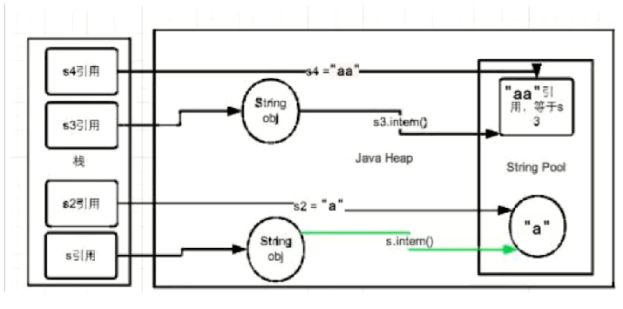 s4引用
s4 ="aa"
s3引用
String
obj
s3.intern()
"aa"引
用，等于s
3
栈
Java Heap
String Pool
s2引用
s2 = "a"
"a"
s引用
String
obj
s.intern()